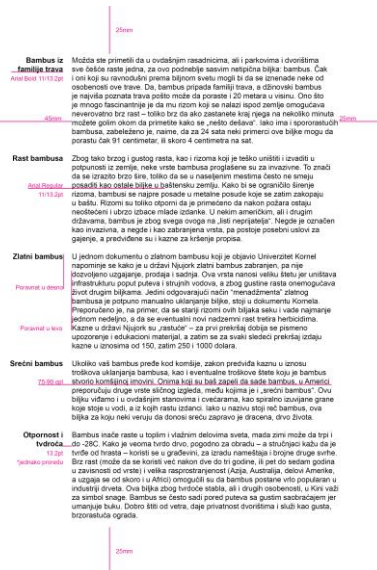 25mm
Bambus iz
familije trava
Arial Bold 11/13.2pt
Možda ste primetili da u ovdašnjim rasadnicima, ali i parkovima i dvorištima
sve češće raste jedna, za ovo podneblje sasvim netipična biljka: bambus. Čak
i oni koji su ravnodušni prema biljnom svetu mogli bi da se iznenade neke od
osobenosti ove trave. Da, bambus pripada familiji trava, a džinovski bambus
je najviša poznata trava pošto može da poraste i 20 metara u visinu. Ono što
je mnogo fascinantnije je da mu rizom koji se nalazi ispod zemlje omogućava
neverovatno brz rast – toliko brz da ako zastanete kraj njega na nekoliko minuta
45mm
možete golim okom da primetite kako se „nešto dešava“. Iako ima i spororastućih
25mm
bambusa, zabeleženo je, naime, da za 24 sata neki primerci ove biljke mogu da
porastu čak 91 centimetar, ili skoro 4 centimetra na sat.
Rast bambusa
Zbog tako brzog i gustog rasta, kao i rizoma koji je teško uništiti i izvaditi u
potpunosti iz zemlje, neke vrste bambusa proglašene su za invazivne. To znači
da se izrazito brzo šire, toliko da se u naseljenim mestima često ne smeju
Arial Regular
11/13.2pt
posaditi kao ostale biljke u baštensku zemlju. Kako bi se ograničilo širenje
rizoma, bambusi se najpre posade u metalne posude koje se zatim zakopaju
u baštu. Rizomi su toliko otporni da je primećeno da nakon požara ostaju
neoštećeni i ubrzo izbace mlade izdanke. U nekim američkim, ali i drugim
državama, bambus je zbog svega ovoga na „listi neprijatelja“. Negde je označen
kao invazivna, a negde i kao zabranjena vrsta, pa postoje posebni uslovi za
gajenje, a predviđene su i kazne za kršenje propisa.
Zlatni bambus
U jednom dokumentu o zlatnom bambusu koji je objavio Univerzitet Kornel
napominje se kako je u državi Njujork zlatni bambus zabranjen, pa nije
dozvoljeno uzgajanje, prodaja i sadnja. Ova vrsta nanosi veliku štetu jer uništava
Poravnat u desno
infrastrukturu poput puteva i strujnih vodova, a zbog gustine rasta onemogućava
život drugim biljkama. Jedini odgovarajući način "menadžmenta" zlatnog
bambusa je potpuno manualno uklanjanje biljke, stoji u dokumentu Kornela.
Preporučeno je, na primer, da se stariji rizomi ovih biljaka seku i vade najmanje
jednom nedeljno, a da se eventualni novi nadzemni rast tretira herbicidima.
Poravnat u levo
Kazne u državi Njujork su „rastuće“ – za prvi prekršaj dobija se pismeno
upozorenje i edukacioni materijal, a zatim se za svaki sledeći prekršaj izdaju
kazne u iznosima od 150, zatim 250 i 1000 dolara.
Srećni bambus
Ukoliko vaš bambus pređe kod komšije, zakon predviđa kaznu u iznosu
troškova uklanjanja bambusa, kao i eventualne troškove štete koju je bambus
stvorio komšijinoj imovini. Onima koji su baš zapeli da sade bambus, u Americi
preporučuju druge vrste sličnog izgleda, među kojima je i „srećni bambus“. Ovu
biljku viđamo i u ovdašnjim stanovima i cvećarama, kao spiralno izuvijane grane
koje stoje u vodi, a iz kojih rastu izdanci. Iako u nazivu stoji reč bambus, ova
biljka za koju neki veruju da donosi sreću zapravo je dracena, drvo života.
Otpornost i
tvdroća
13.2pt
*jednako proredu
Bambus inače raste u toplim i vlažnim delovima sveta, mada zimi može da trpi i
do -28C. Kako je veoma tvrdo drvo, pogodno za obradu – a stručnjaci kažu da je
tvrđe od hrasta – koristi se u građevini, za izradu nameštaja i brojne druge svrhe.
Brz rast (može da se koristi već nakon dve do tri godine, ili pet do sedam godina
u zavisnosti od vrste) i velika rasprostranjenost (Azija, Australija, delovi Amerike,
a uzgaja se od skoro i u Africi) omogućili su da bambus postane vrlo popularan u
industriji drveta. Ova biljka zbog tvrdoće stabla, ali i drugih osobenosti, u Kini važi
za simbol snage. Bambus se često sadi pored puteva sa gustim saobraćajem jer
umanjuje buku. Dobro štiti od vetra, daje privatnost dvorištima i služi kao gusta,
brzorastuća ograda.
25mm